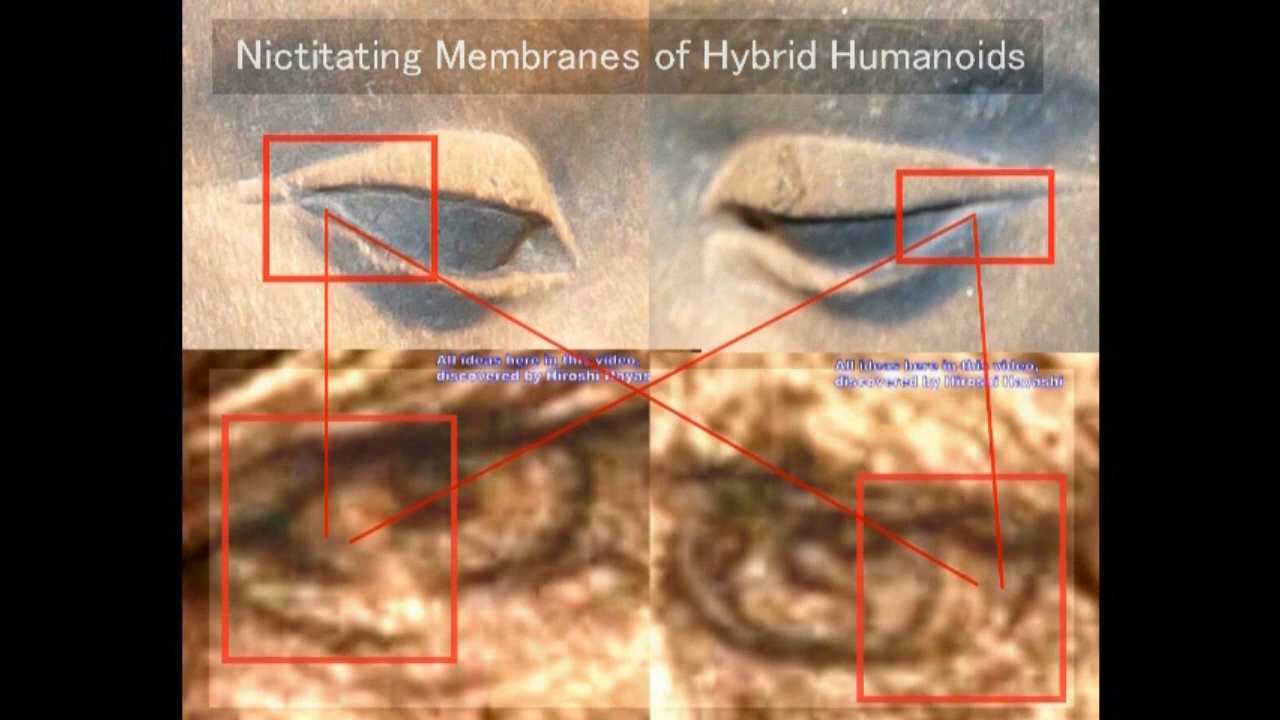 Nictitating Membranes of Hybrid Humanoids
All ideas here in this video,
discovered by Hiroshi Hayas
All ideas here in this video,
discovered by Hiroshi Hayashi